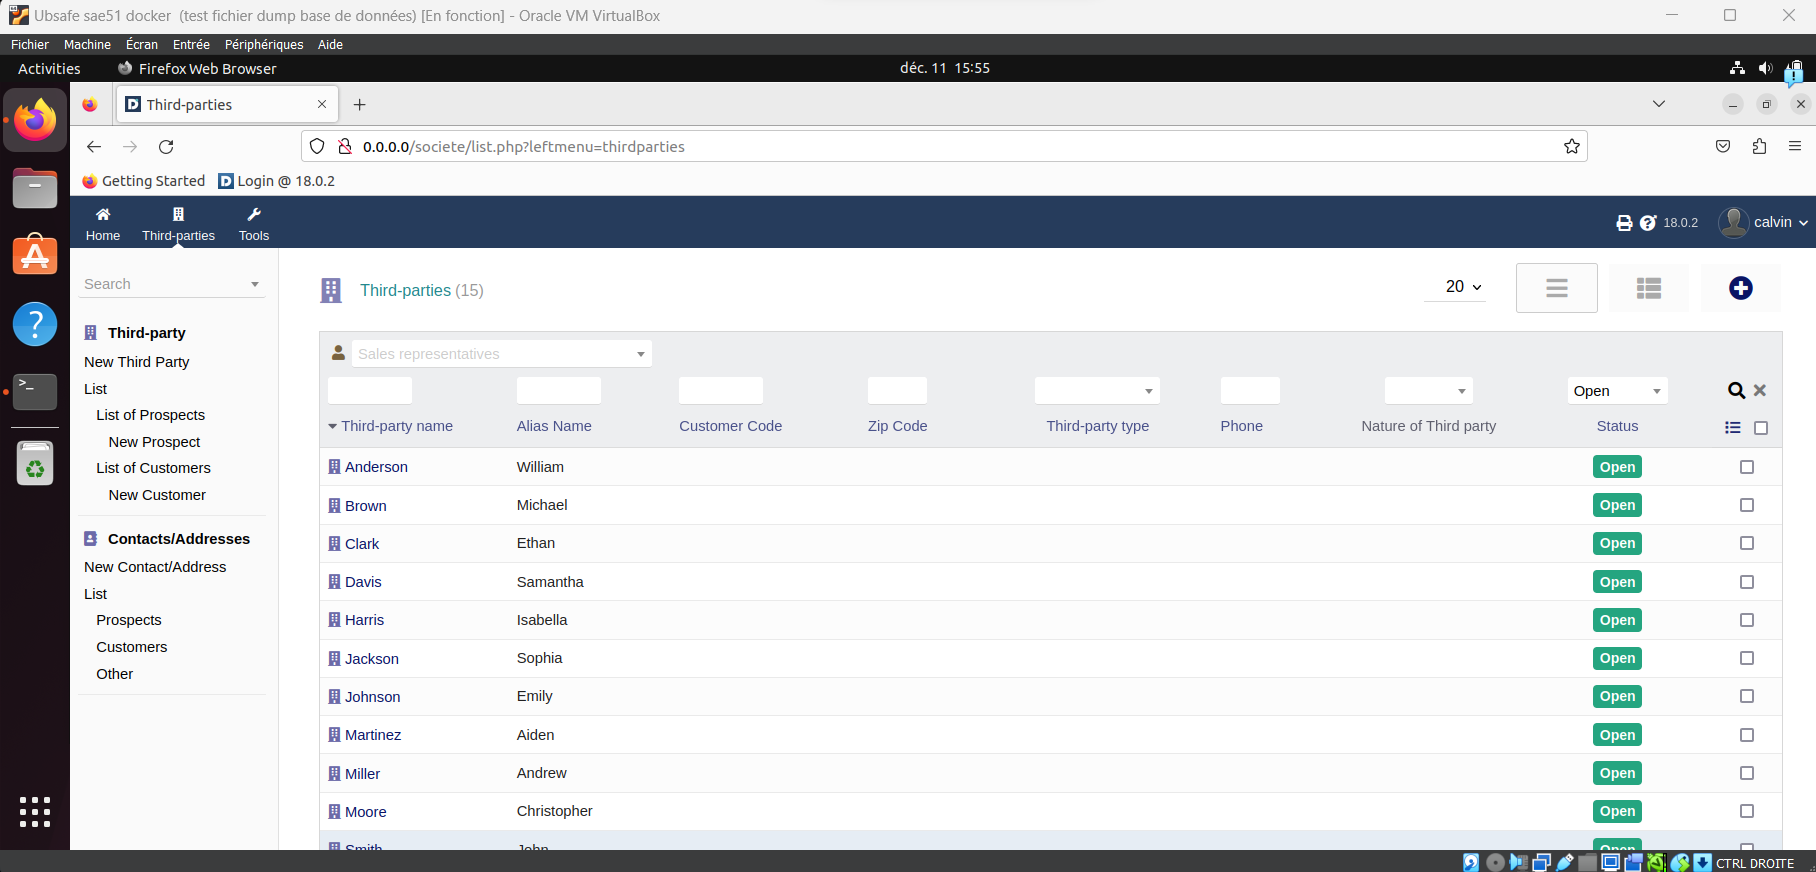 Ubsafe sae51 docker (test fichier dump base de données) [En fonction] - Oracle VM VirtualBox
Fichier Machine Écran Entrée Périphériques Aide
Activities Firefox Web Browser déc. 11 15:55
Third-parties
0.0.0.0/societe/list.php?leftmenu=thirdparties
Getting Started Login @ 18.0.2
Home Third-parties Tools 18.0.2 calvin
Search
Third-party
New Third Party
List
List of Prospects
New Prospect
List of Customers
New Customer
Contacts/Addresses
New Contact/Address
List
Prospects
Customers
Other
Third-parties (15) 20
Sales representatives
Open
Third-party name Alias Name Customer Code Zip Code Third-party type Phone Nature of Third party Status
Anderson William Open
Brown Michael Open
Clark Ethan Open
Davis Samantha Open
Harris Isabella Open
Jackson Sophia Open
Johnson Emily Open
Martinez Aiden Open
Miller Andrew Open
Moore Christopher Open
Smith John Open
CTRL DROITE